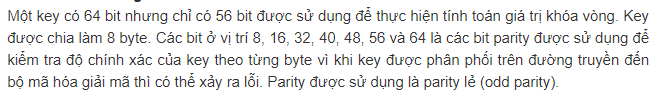 Một key có 64 bit nhưng chỉ có 56 bit được sử dụng để thực hiện tính toán giá trị khóa vòng. Key
được chia làm 8 byte. Các bit ở vị trí 8, 16, 32, 40, 48, 56 và 64 là các bit parity được sử dụng để
kiểm tra độ chính xác của key theo từng byte vì khi key được phân phối trên đường truyền đến
bộ mã hóa giải mã thì có thể xảy ra lỗi. Parity được sử dụng là parity lẻ (odd parity).